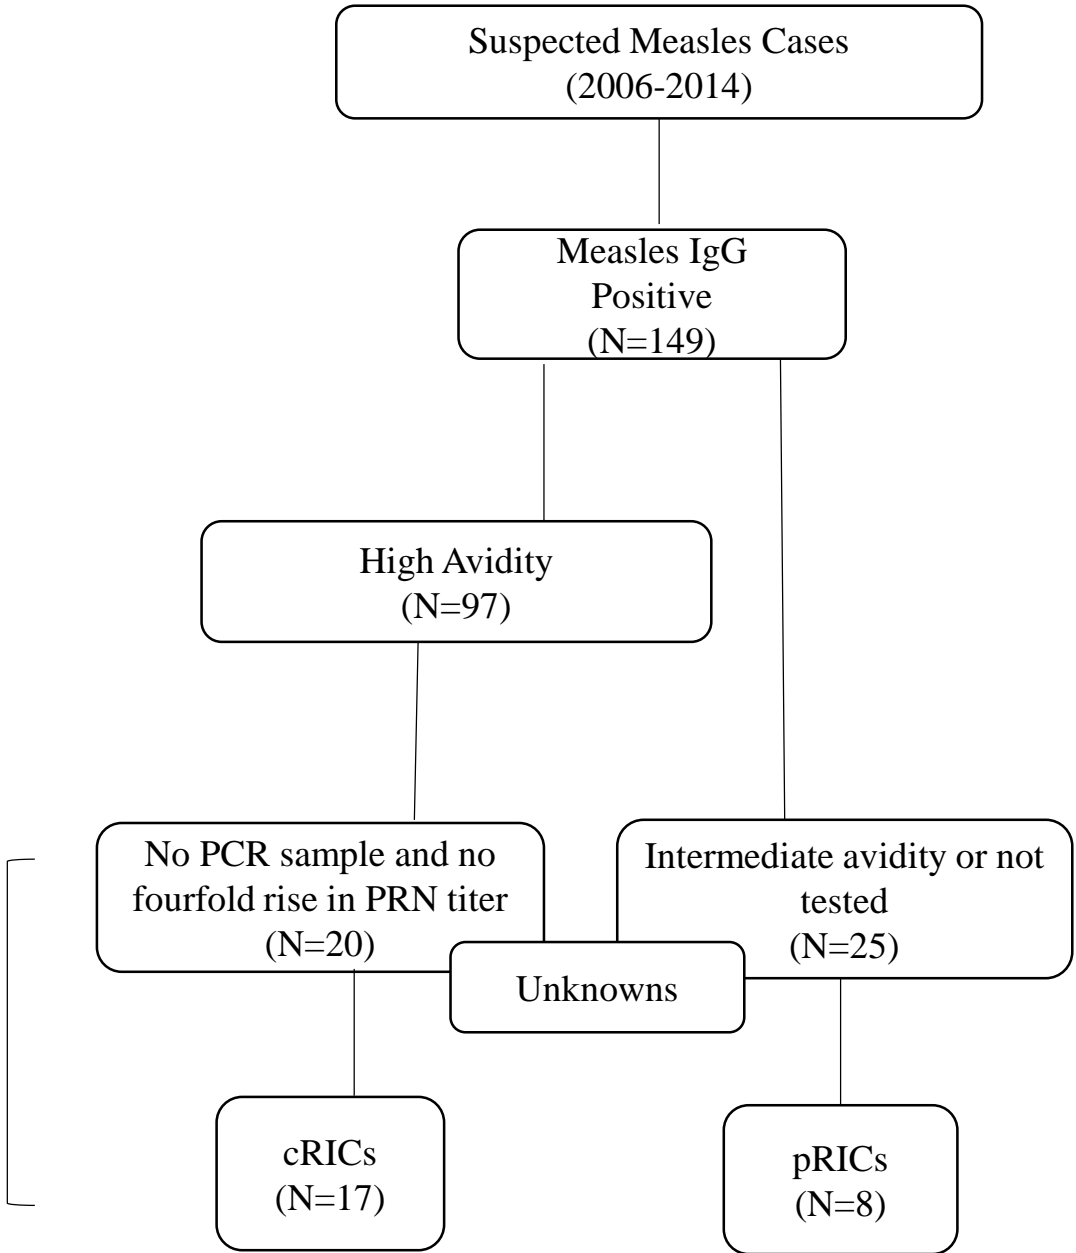 Suspected Measles Cases
(2006-2014)
Measles IgG
Positive
(N=149)
High Avidity
(N=97)
No PCR sample and no
fourfold rise in PRN titer
(N=20)
Intermediate avidity or not
tested
(N=25)
Unknowns
cRICs
(N=17)
pRICs
(N=8)